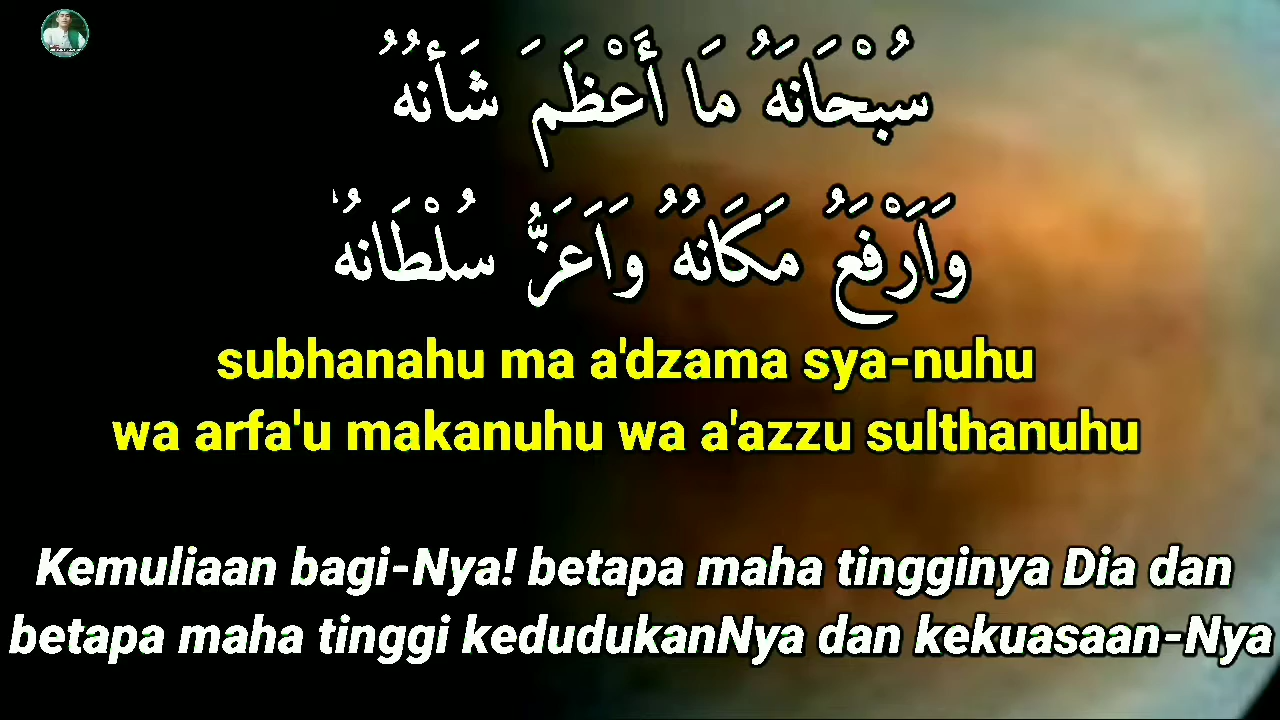 سُبْحَانَهُ مَا أَعْظَمَ شَأْنُهُ
وَاَرْفَعُ مَكَانُهُ وَاَعَزُّ سُلْطَانُهُ
subhanahu ma a'dzama sya-nuhu
wa arfa'u makanuhu wa a'azzu sulthanuhu
Kemuliaan bagi-Nya! betapa maha tingginya Dia dan
betapa maha tinggi kedudukanNya dan kekuasaan-Nya